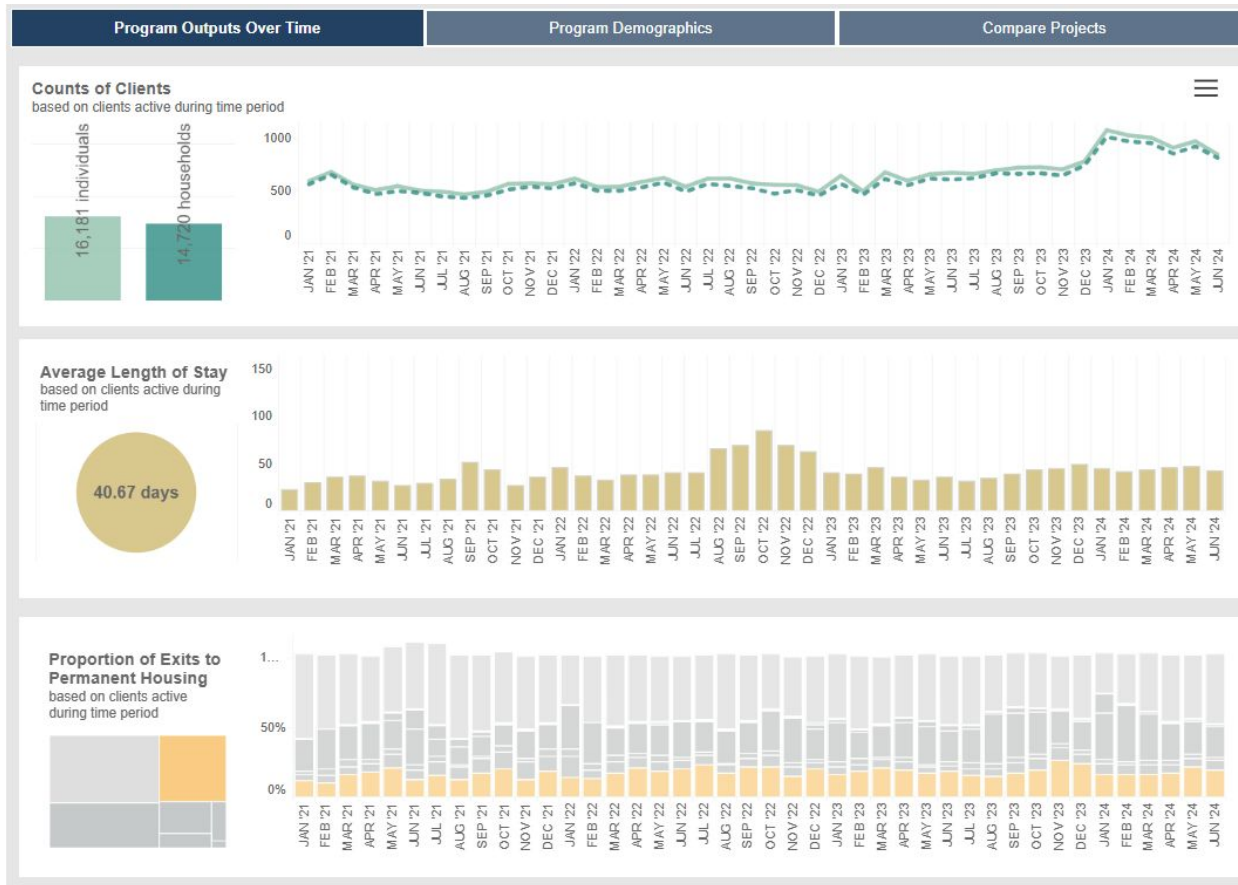 Program Outputs Over Time
Program Demographics
Compare Projects
Counts of Clients
based on clients active during time period
16,181 individuals
14,720 households
1000
500
0
JAN '21
FEB '21
MAR '21
APR '21
MAY '21
JUN '21
JUL '21
AUG '21
SEP '21
OCT '21
NOV '21
DEC '21
JAN '22
FEB '22
MAR '22
APR '22
MAY '22
JUN '22
JUL '22
AUG '22
SEP '22
OCT '22
NOV '22
DEC '22
JAN '23
FEB '23
MAR '23
APR '23
MAY '23
JUN '23
JUL '23
AUG '23
SEP '23
OCT '23
NOV '23
DEC '23
JAN '24
FEB '24
MAR '24
APR '24
MAY '24
JUN '24
Average Length of Stay
based on clients active during
time period
40.67 days
150
100
50
0
JAN '21
FEB '21
MAR '21
APR '21
MAY '21
JUN '21
JUL '21
AUG '21
SEP '21
OCT '21
NOV '21
DEC '21
JAN '22
FEB '22
MAR '22
APR '22
MAY '22
JUN '22
JUL '22
AUG '22
SEP '22
OCT '22
NOV '22
DEC '22
JAN '23
FEB '23
MAR '23
APR '23
MAY '23
JUN '23
JUL '23
AUG '23
SEP '23
OCT '23
NOV '23
DEC '23
JAN '24
FEB '24
MAR '24
APR '24
MAY '24
JUN '24
Proportion of Exits to
Permanent Housing
based on clients active
during time period
1...
50%
0%
JAN '21
FEB '21
MAR '21
APR '21
MAY '21
JUN '21
JUL '21
AUG '21
SEP '21
OCT '21
NOV '21
DEC '21
JAN '22
FEB '22
MAR '22
APR '22
MAY '22
JUN '22
JUL '22
AUG '22
SEP '22
OCT '22
NOV '22
DEC '22
JAN '23
FEB '23
MAR '23
APR '23
MAY '23
JUN '23
JUL '23
AUG '23
SEP '23
OCT '23
NOV '23
DEC '23
JAN '24
FEB '24
MAR '24
APR '24
MAY '24
JUN '24